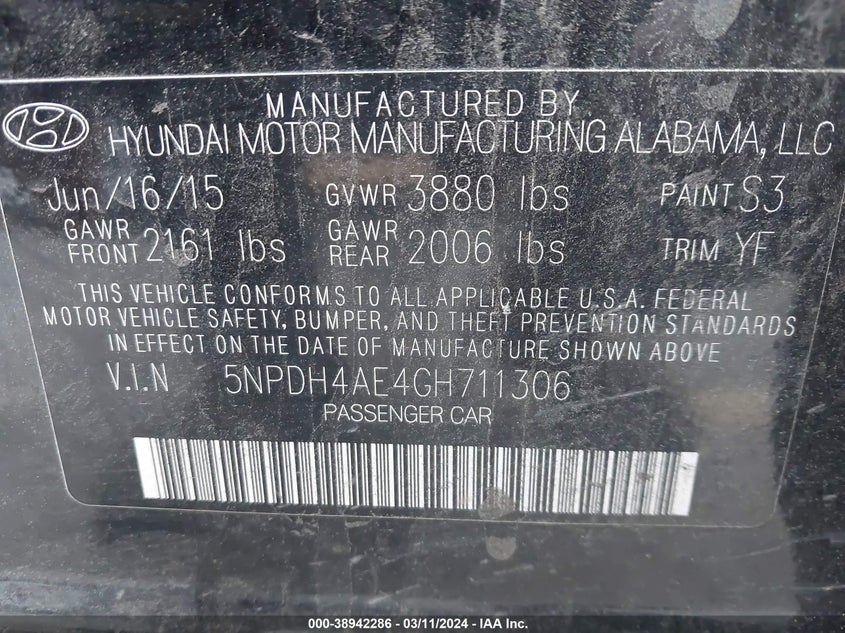 MANUFACTURED BY
HYUNDAI MOTOR MANUFACTURING ALABAMA, LLC
Jun/16/15 GVWR 3880 lbs PAINT S3
GAWR FRONT 2161 lbs GAWR REAR 2006 lbs TRIM YF
THIS VEHICLE CONFORMS TO ALL APPLICABLE U.S.A. FEDERAL
MOTOR VEHICLE SAFETY, BUMPER, AND THEFT PREVENTION STANDARDS
IN EFFECT ON THE DATE OF MANUFACTURE SHOWN ABOVE
V.I.N 5NPDH4AE4GH711306
PASSENGER CAR
000-38942286 - 03/11/2024 - IAA Inc.